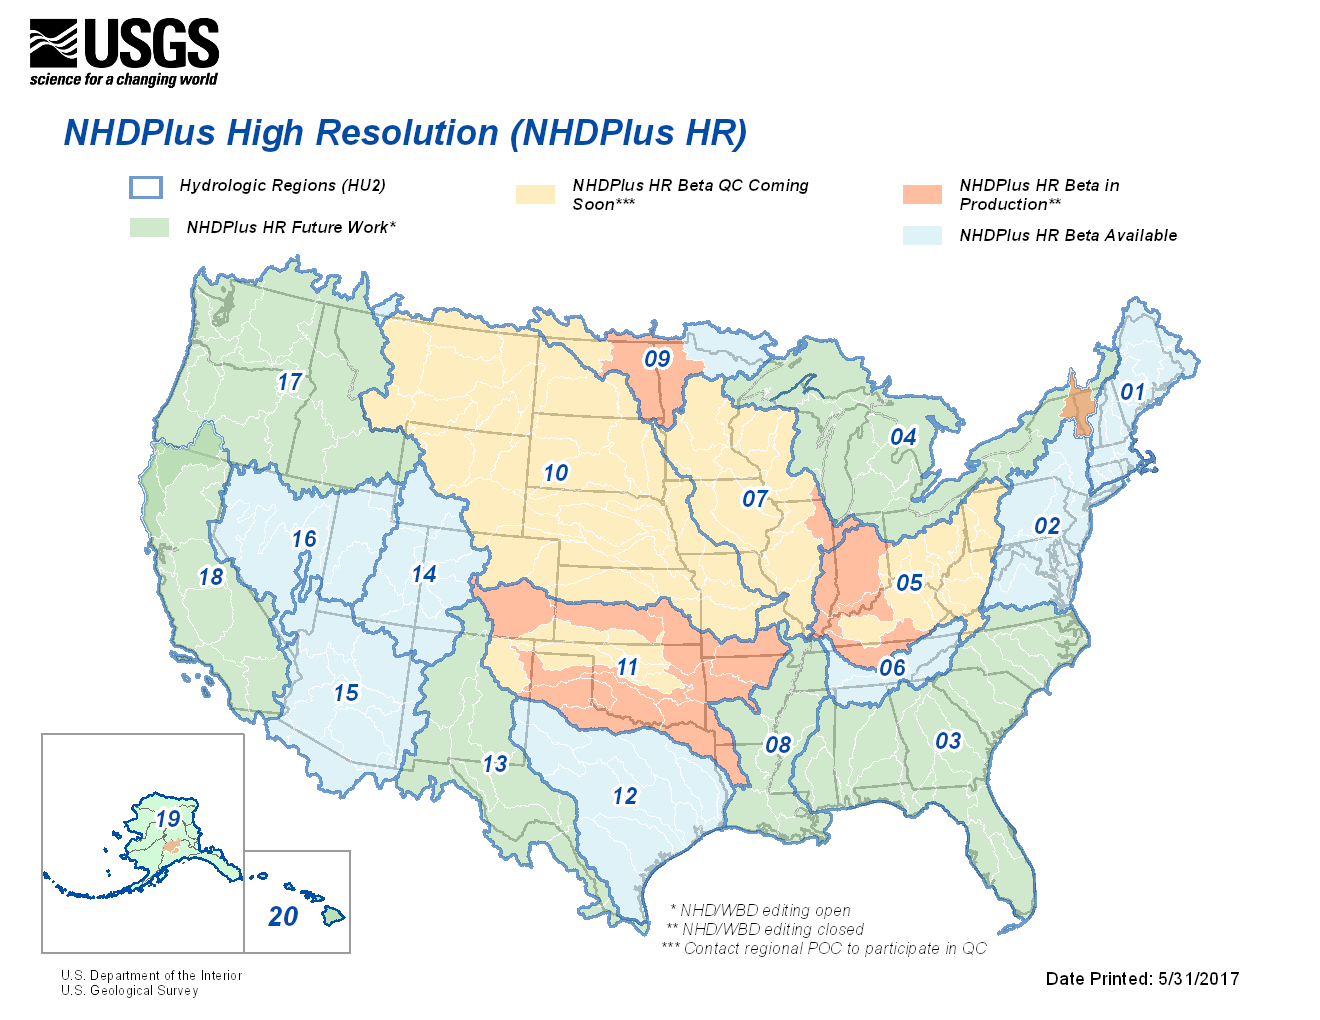 USGS
science for a changing world
NHDPlus High Resolution (NHDPlus HR)
Hydrologic Regions (HU2)
NHDPlus HR Future Work*
NHDPlus HR Beta QC Coming
Soon***
NHDPlus HR Beta in
Production**
NHDPlus HR Beta Available
09
17
01
04
10
07
02
16
14
18
05
11
06
15
03
08
13
12
19
20
* NHD/WBD editing open
** NHD/WBD editing closed
*** Contact regional POC to participate in QC
U.S. Department of the Interior
U.S. Geological Survey
Date Printed: 5/31/2017